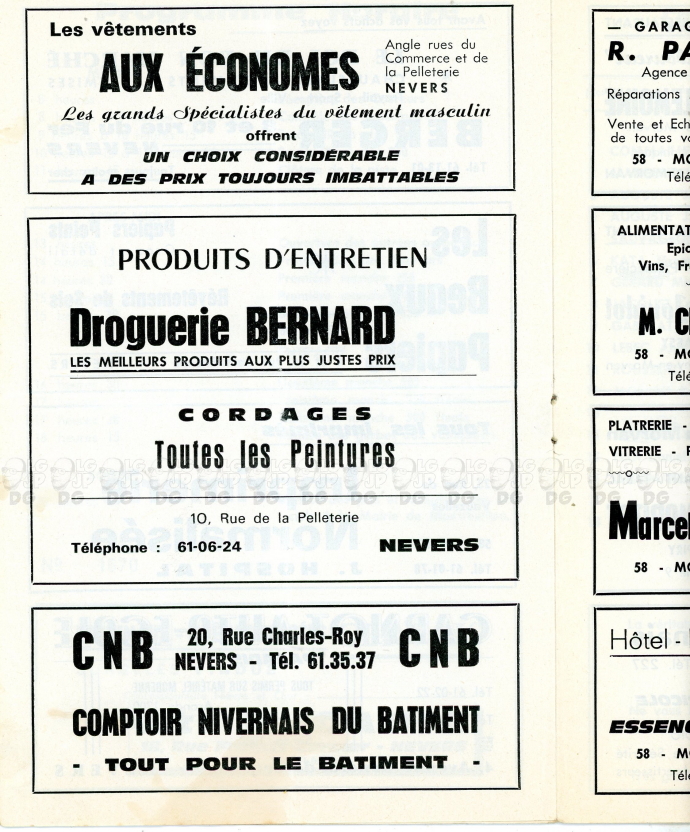 Les vêtements
AUX ÉCONOMES
Angle rues du
Commerce et de
la Pelleterie
NEVERS
Les grands Spécialistes du vêtement masculin
offrent
UN CHOIX CONSIDÉRABLE
A DES PRIX TOUJOURS IMBATTABLES
PRODUITS D'ENTRETIEN
Droguerie BERNARD
LES MEILLEURS PRODUITS AUX PLUS JUSTES PRIX
CORDAGES
Toutes les Peintures
10, Rue de la Pelleterie
Téléphone : 61-06-24 NEVERS
CNB
20, Rue Charles-Roy
NEVERS - Tél. 61.35.37
CNB
COMPTOIR NIVERNAIS DU BATIMENT
- TOUT POUR LE BATIMENT -
— GARAG
R. PA
Agence
Réparations
Vente et Ech
de toutes vo
58 - MO
Télé
ALIMENTAT
Epic
Vins, Fr
M. C
58 - MO
Télé
PLATRERIE -
VITRERIE - P
Marcel
58 - MO
Hôtel -
ESSENC
58 - MO
Télé